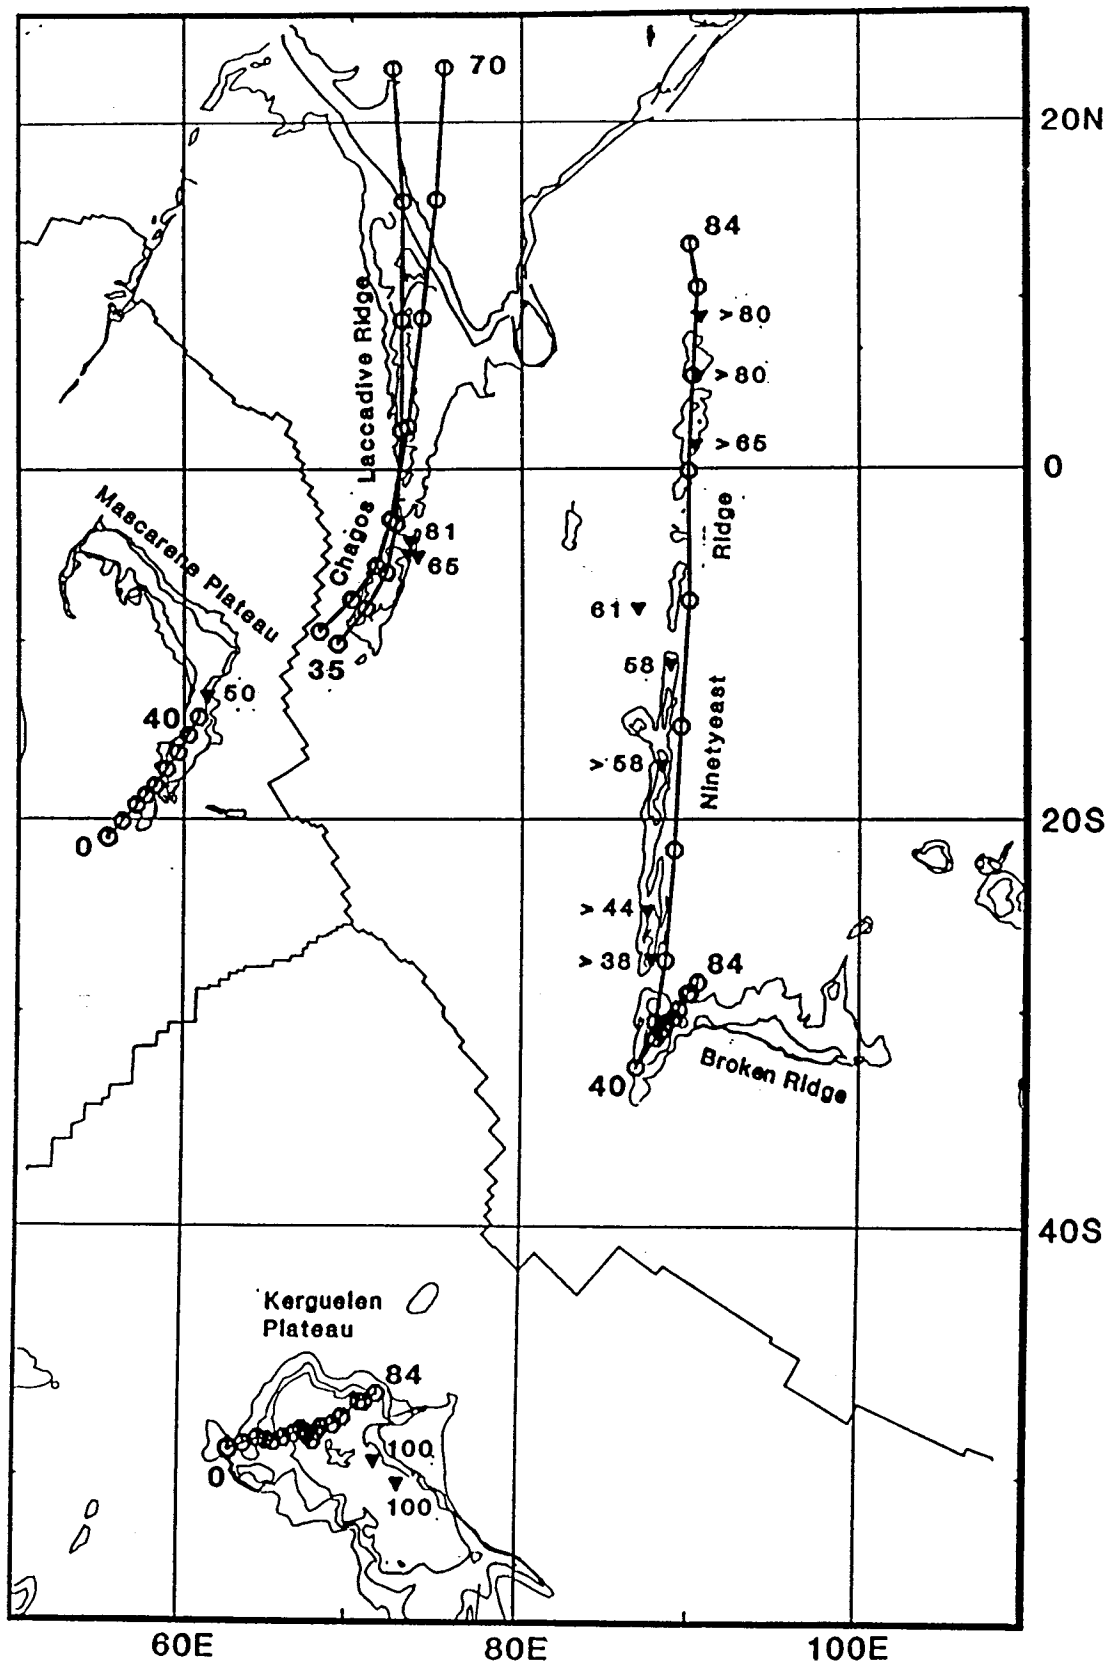 70
20N
84
> 80
> 80
> 65
0
Chagos Laccadive Ridge
Mascarene Plateau
81
65
Ridge
61
35
58
50
40
> 58
Ninetyeast
20S
0
> 44
> 38
84
Broken Ridge
40
40S
Kerguelen
Plateau
84
100
0
100
60E
80E
100E